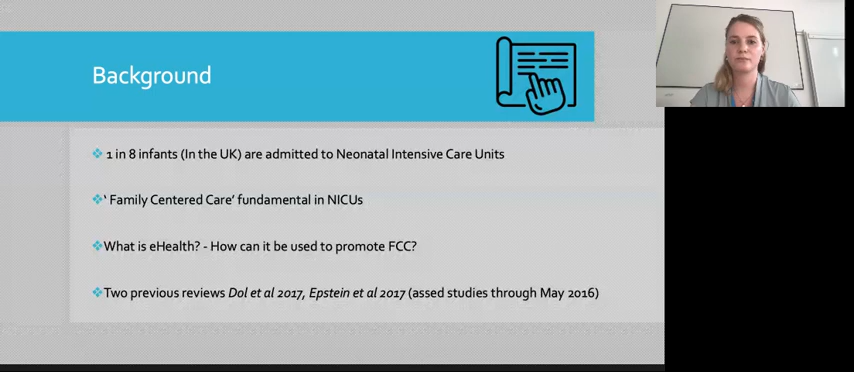 Background
1 in 8 infants (In the UK) are admitted to Neonatal Intensive Care Units
‘ Family Centered Care’ fundamental in NICUs
What is eHealth? - How can it be used to promote FCC?
Two previous reviews Dol et al 2017, Epstein et al 2017 (assed studies through May 2016)